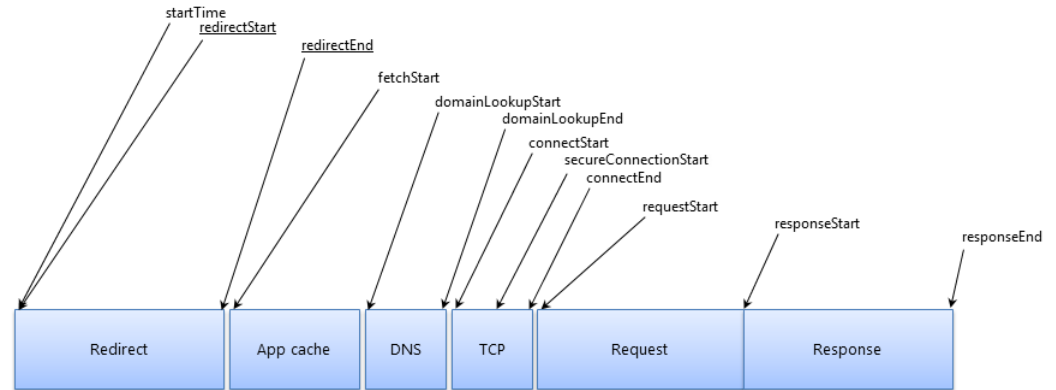 startTime
redirectStart
redirectEnd
fetchStart
domainLookupStart
domainLookupEnd
connectStart
secureConnectionStart
connectEnd
requestStart
responseStart
responseEnd
Redirect
App cache
DNS
TCP
Request
Response